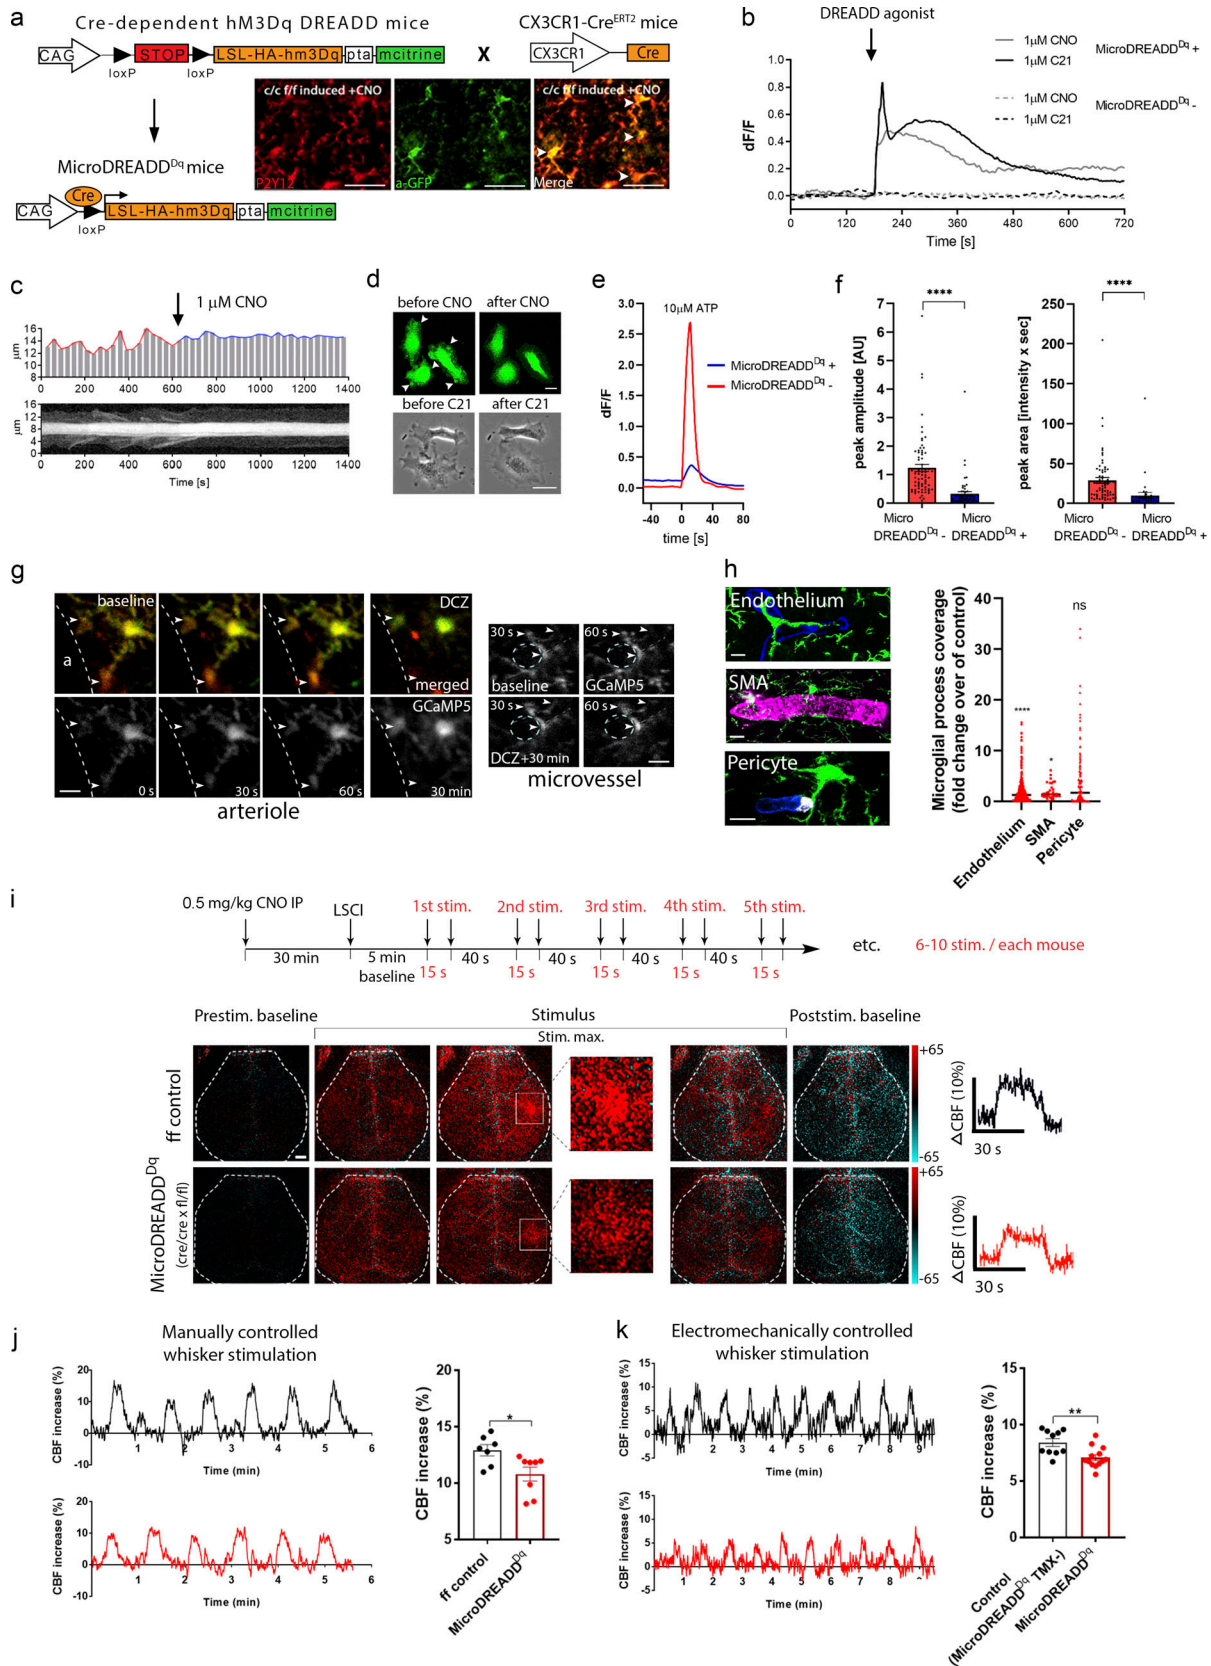 a
Cre-dependent hM3Dq DREADD mice
CX3CR1-CreERT2 mice
CAG STOP LSL-HA-hm3Dq pta mcitrine
loxP loxP
X
CX3CR1 Cre
c/c f/f induced +CNO
c/c f/f induced +CNO
P2Y12
a-GFP
Merge
MicroDREADDDq mice
Cre
CAG LSL-HA-hm3Dq pta mcitrine
loxP
b
DREADD agonist
1μM CNO
1μM C21
MicroDREADDDq +
1μM CNO
1μM C21
MicroDREADDDq -
dF/F
1.0
0.8
0.6
0.4
0.2
0.0
0 120 240 360 480 600 720
Time [s]
c
1 μM CNO
μm
16
14
12
10
8
0 200 400 600 800 1000 1200 1400
μm
16
12
8
4
0
0 200 400 600 800 1000 1200 1400
Time [s]
d
before CNO after CNO
before C21 after C21
e
10μM ATP
MicroDREADDDq +
MicroDREADDDq -
dF/F
3.0
2.5
2.0
1.5
1.0
0.5
0.0
-40 0 40 80
time [s]
f
****
peak amplitude [AU]
7
6
5
4
3
2
1
0
Micro Micro
DREADDDq - DREADDDq +
****
peak area [intensity x sec]
250
200
150
100
50
0
Micro Micro
DREADDDq - DREADDDq +
g
baseline
DCZ
a
merged
GCaMP5
0 s
30 s
60 s
30 min
arteriole
30 s
60 s
baseline
GCaMP5
30 s
60 s
DCZ+30 min
microvessel
h
Endothelium
SMA
Pericyte
Microglial process coverage
(fold change over of control)
40
30
20
10
0
****
*
ns
Endothelium
SMA
Pericyte
i
0.5 mg/kg CNO IP
LSCI
1st stim. 2nd stim. 3rd stim. 4th stim. 5th stim.
30 min
5 min
baseline
40 s 40 s 40 s 40 s
15 s 15 s 15 s 15 s 15 s
etc.
6-10 stim. / each mouse
Prestim. baseline
Stimulus
Poststim. baseline
Stim. max.
ff control
+65
-65
ΔCBF (10%)
30 s
MicroDREADDDq
(cre/cre x fl/fl)
+65
-65
ΔCBF (10%)
30 s
j
Manually controlled
whisker stimulation
CBF increase (%)
20
10
0
-10
1 2 3 4 5 6
Time (min)
CBF increase (%)
20
10
0
-10
1 2 3 4 5 6
Time (min)
CBF increase (%)
20
15
10
5
*
ff control
MicroDREADDDq
k
Electromechanically controlled
whisker stimulation
CBF increase (%)
15
10
5
0
-5
1 2 3 4 5 6 7 8 9
Time (min)
CBF increase (%)
15
10
5
0
-5
1 2 3 4 5 6 7 8 9
Time (min)
CBF increase (%)
15
10
5
0
**
Control
(MicroDREADDDq TMX-)
MicroDREADDDq